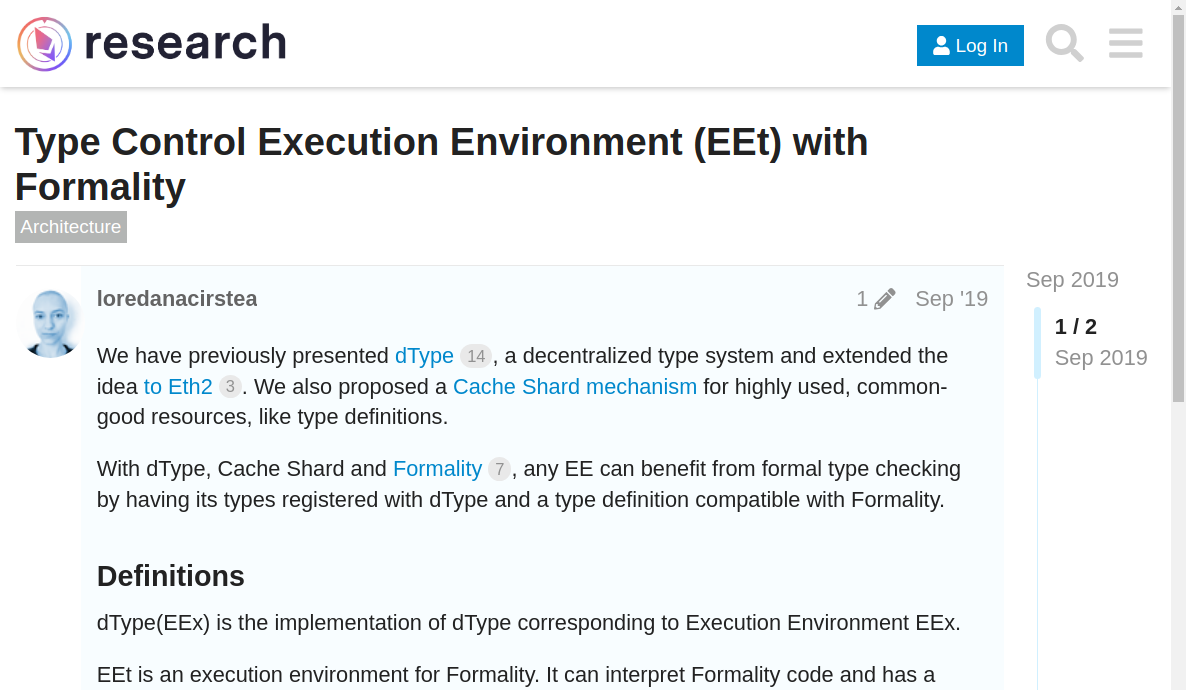 research
Log In
Type Control Execution Environment (EEt) with
Formality
Architecture
loredanacirstea
1
Sep '19
Sep 2019
1 / 2
Sep 2019
We have previously presented dType 14, a decentralized type system and extended the
idea to Eth2 3. We also proposed a Cache Shard mechanism for highly used, common-
good resources, like type definitions.
With dType, Cache Shard and Formality 7, any EE can benefit from formal type checking
by having its types registered with dType and a type definition compatible with Formality.
Definitions
dType(EEx) is the implementation of dType corresponding to Execution Environment EEx.
EEt is an execution environment for Formality. It can interpret Formality code and has a